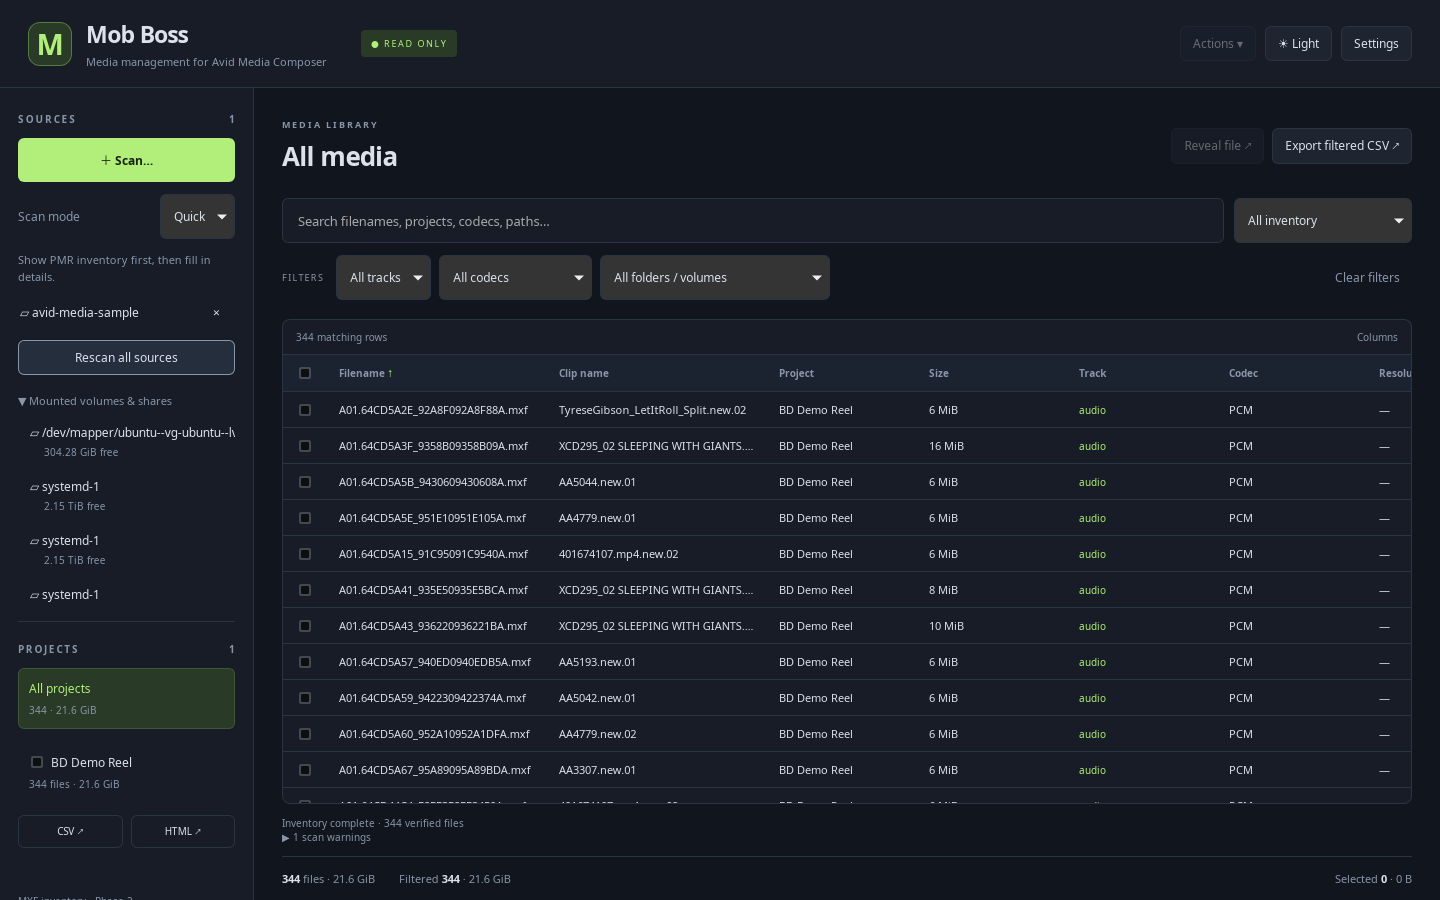 M
Mob Boss
Media management for Avid Media Composer
● READ ONLY
Actions ▾
☀ Light
Settings
SOURCES 1
+ Scan...
Scan mode
Quick
Show PMR inventory first, then fill in
details.
avid-media-sample ×
Rescan all sources
▼ Mounted volumes & shares
/dev/mapper/ubuntu--vg-ubuntu--lv
304.28 GiB free
systemd-1
2.15 TiB free
systemd-1
2.15 TiB free
systemd-1
PROJECTS 1
All projects
344 · 21.6 GiB
BD Demo Reel
344 files · 21.6 GiB
CSV ↗
HTML ↗
MEDIA LIBRARY
All media
Reveal file ↗
Export filtered CSV ↗
Search filenames, projects, codecs, paths...
All inventory
FILTERS
All tracks
All codecs
All folders / volumes
Clear filters
344 matching rows
Columns
Filename ↑ Clip name Project Size Track Codec Resolu
A01.64CD5A2E_92A8F092A8F88A.mxf TyreseGibson_LetItRoll_Split.new.02 BD Demo Reel 6 MiB audio PCM —
A01.64CD5A3F_9358B09358B09A.mxf XCD295_02 SLEEPING WITH GIANTS.... BD Demo Reel 16 MiB audio PCM —
A01.64CD5A5B_9430609430608A.mxf AA5044.new.01 BD Demo Reel 6 MiB audio PCM —
A01.64CD5A5E_951E10951E105A.mxf AA4779.new.01 BD Demo Reel 6 MiB audio PCM —
A01.64CD5A15_91C95091C9540A.mxf 401674107.mp4.new.02 BD Demo Reel 6 MiB audio PCM —
A01.64CD5A41_935E50935E5BCA.mxf XCD295_02 SLEEPING WITH GIANTS.... BD Demo Reel 8 MiB audio PCM —
A01.64CD5A43_936220936221BA.mxf XCD295_02 SLEEPING WITH GIANTS.... BD Demo Reel 10 MiB audio PCM —
A01.64CD5A57_940ED0940EDB5A.mxf AA5193.new.01 BD Demo Reel 6 MiB audio PCM —
A01.64CD5A59_9422309422374A.mxf AA5042.new.01 BD Demo Reel 6 MiB audio PCM —
A01.64CD5A60_952A10952A1DFA.mxf AA4779.new.02 BD Demo Reel 6 MiB audio PCM —
A01.64CD5A67_95A89095A89BDA.mxf AA3307.new.01 BD Demo Reel 6 MiB audio PCM —
Inventory complete · 344 verified files
▶ 1 scan warnings
344 files · 21.6 GiB
Filtered 344 · 21.6 GiB
Selected 0 · 0 B